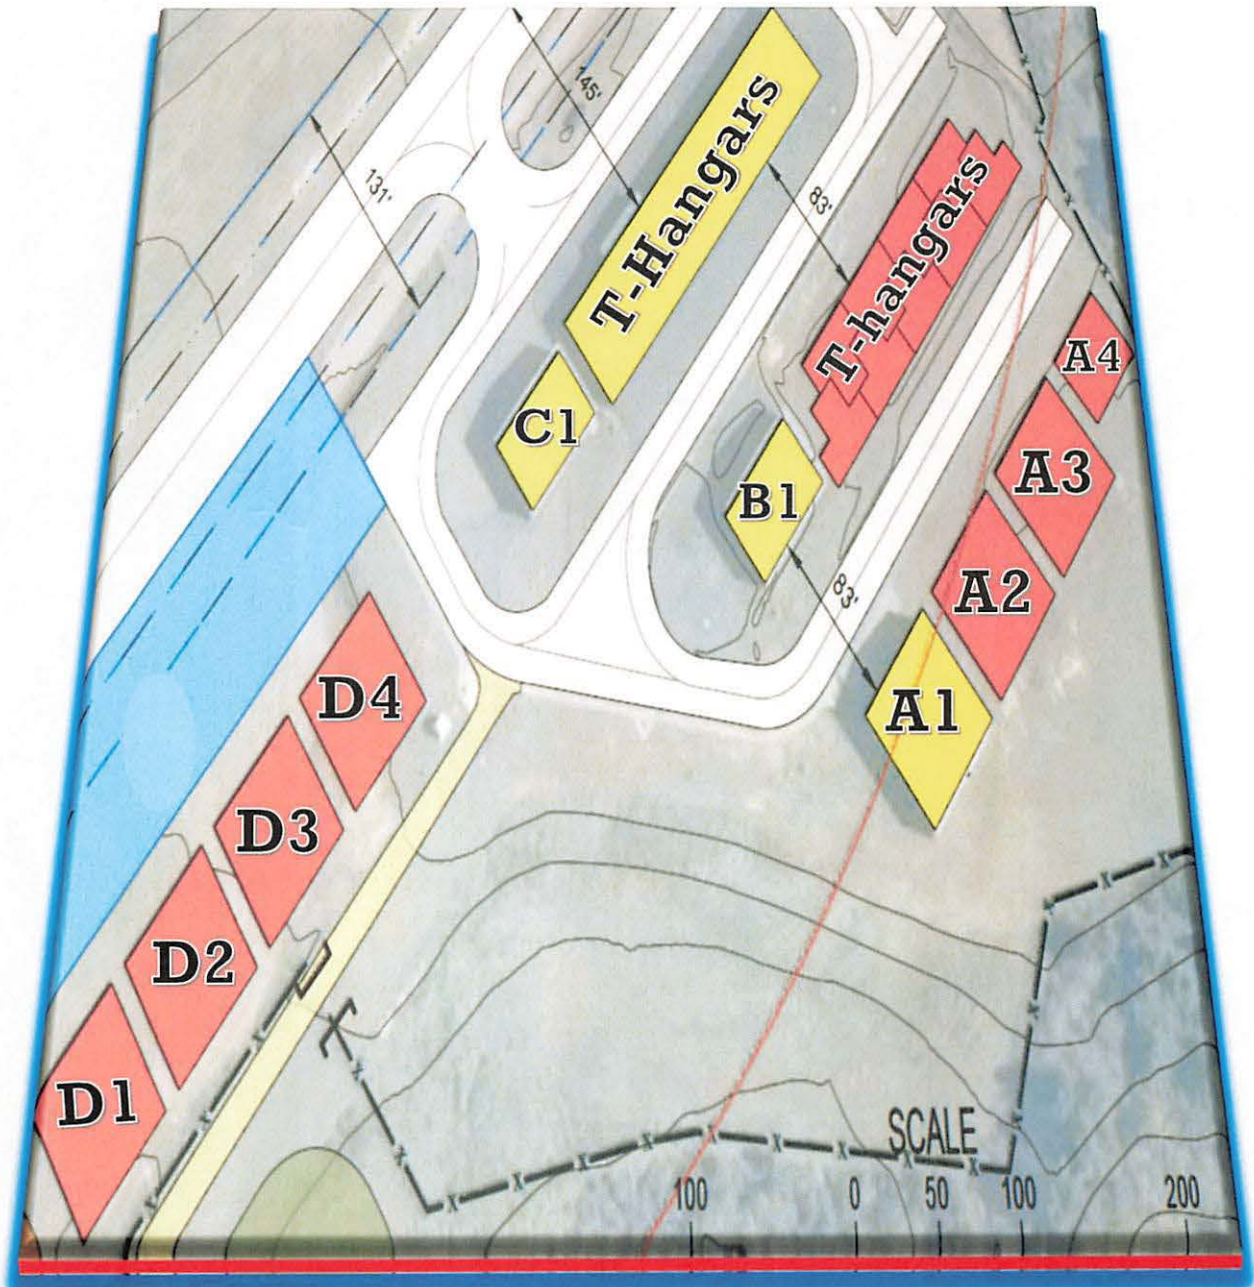 145'
131'
T-Hangars
83'
T-hangars
A4
C1
A3
B1
A2
83'
D4
A1
D3
D2
D1
SCALE
100 0 50 100 200